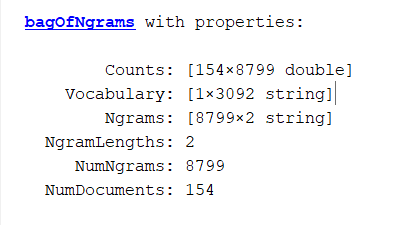 bagOfNgrams with properties:
Counts: [154×8799 double]
Vocabulary: [1×3092 string]
Ngrams: [8799×2 string]
NgramLengths: 2
NumNgrams: 8799
NumDocuments: 154